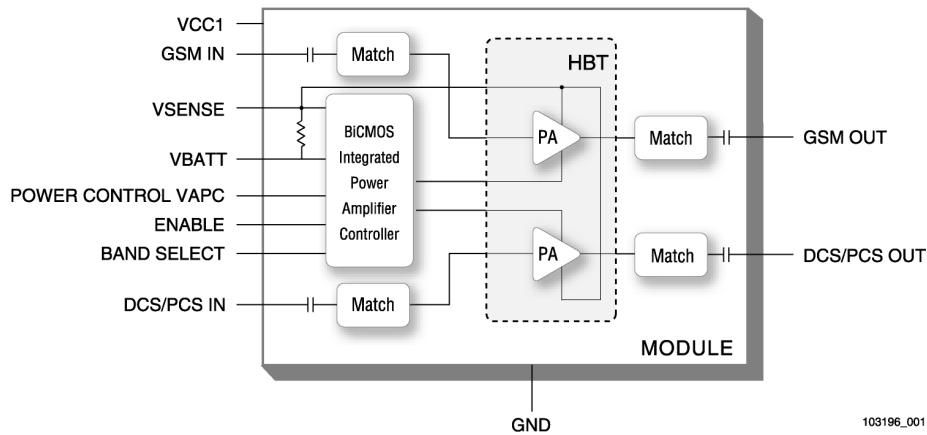 VCC1
GSM IN
Match
HBT
VSENSE
BiCMOS
Integrated
Power
Amplifier
Controller
PA
Match
GSM OUT
VBATT
POWER CONTROL VAPC
ENABLE
BAND SELECT
PA
Match
DCS/PCS OUT
DCS/PCS IN
Match
MODULE
GND
103196_001